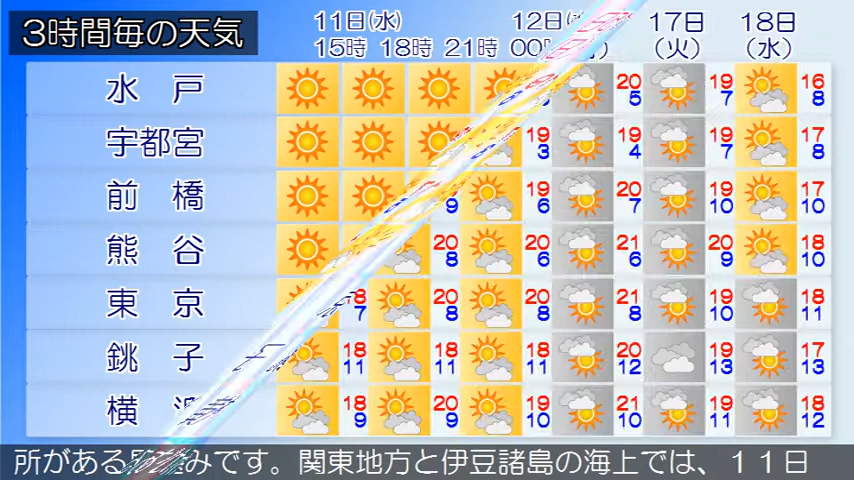 3時間毎の天気
11日(水) 12日 17日 18日
15時 18時 21時 00 (火) (水)
水戸 20 5 19 7 16 8
宇都宮 19 3 19 4 19 7 17 8
前橋 9 19 6 20 7 19 10 17 10
熊谷 20 8 20 6 21 6 20 9 18 10
東京 8 7 20 8 20 8 21 8 19 10 18 11
銚子 18 11 18 11 18 11 20 12 19 13 17 13
横 18 9 20 9 19 10 21 10 19 11 18 12
所がある みです。関東地方と伊豆諸島の海上では、１１日